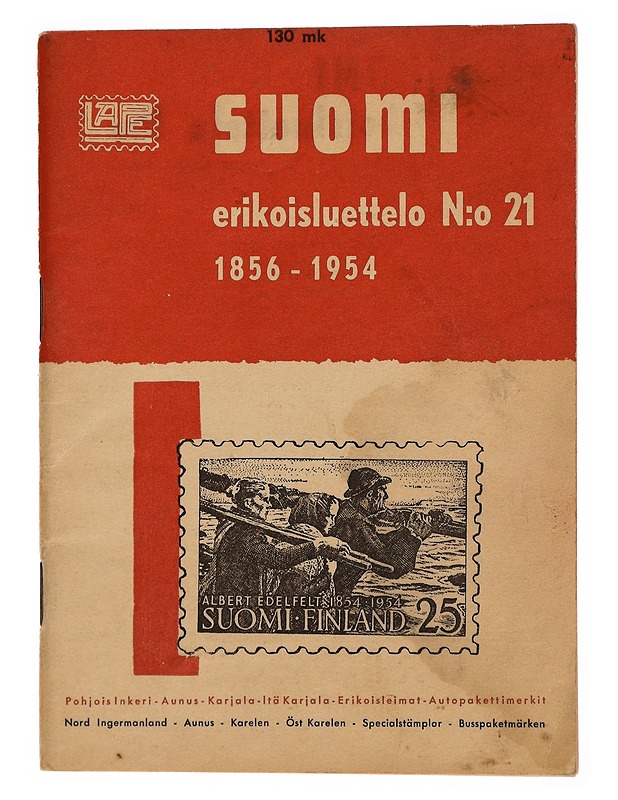 130 mk
LAPE
SUOMI
erikoisluettelo N:o 21
1856 - 1954
ALBERT EDELFELT 1854 · 1954
SUOMI · FINLAND 25
Pohjois Inkeri - Aunus - Karjala - Itä Karjala - Erikoisleimat - Autopakettimerkit
Nord Ingermanland - Aunus - Karelen - Öst Karelen - Specialstämplar - Busspaketmärken